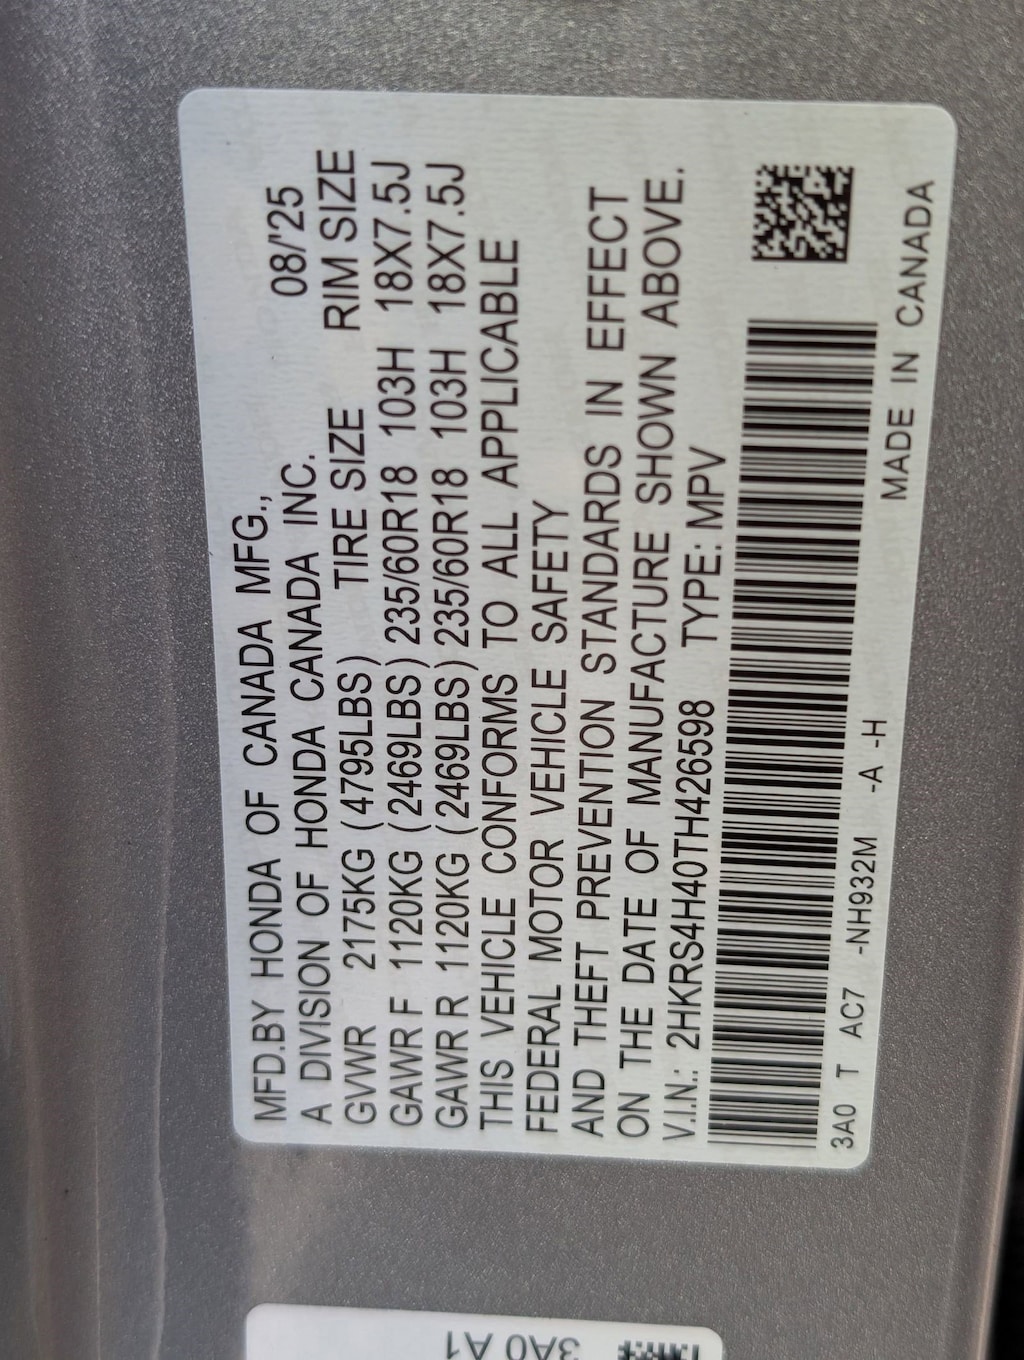 MFD.BY HONDA OF CANADA MFG.,
A DIVISION OF HONDA CANADA INC. 08/'25
GVWR 2175KG (4795LBS) TIRE SIZE RIM SIZE
GAWR F 1120KG (2469LBS) 235/60R18 103H 18X7.5J
GAWR R 1120KG (2469LBS) 235/60R18 103H 18X7.5J
THIS VEHICLE CONFORMS TO ALL APPLICABLE
FEDERAL MOTOR VEHICLE SAFETY
AND THEFT PREVENTION STANDARDS IN EFFECT
ON THE DATE OF MANUFACTURE SHOWN ABOVE.
V.I.N.: 2HKRS4H40TH426598 TYPE: MPV
3A0 T AC7 -NH932M -A -H MADE IN CANADA
3A0 A1